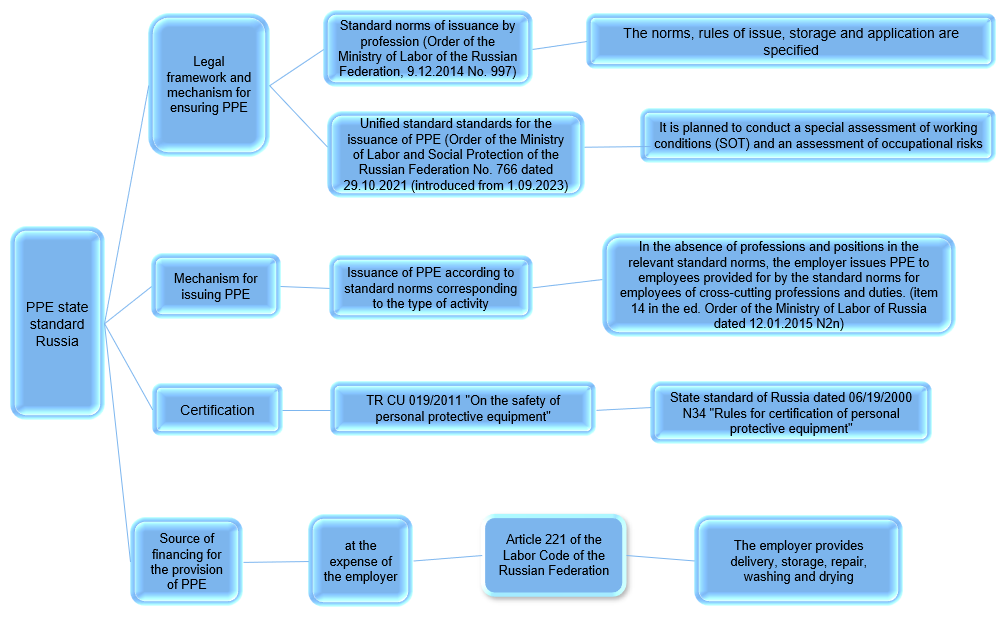 PPE state
standard
Russia
Legal
framework and
mechanism for
ensuring PPE
Standard norms of issuance by
profession (Order of the
Ministry of Labor of the Russian
Federation, 9.12.2014 No. 997)
The norms, rules of issue, storage and application are
specified
Unified standard standards for the
issuance of PPE (Order of the Ministry
of Labor and Social Protection of the
Russian Federation No. 766 dated
29.10.2021 (introduced from 1.09.2023)
It is planned to conduct a special assessment of working
conditions (SOT) and an assessment of occupational risks
Mechanism for
issuing PPE
Issuance of PPE according to
standard norms corresponding
to the type of activity
In the absence of professions and positions in the
relevant standard norms, the employer issues PPE to
employees provided for by the standard norms for
employees of cross-cutting professions and duties. (item
14 in the ed. Order of the Ministry of Labor of Russia
dated 12.01.2015 N2n)
Certification
TR CU 019/2011 "On the safety of
personal protective equipment"
State standard of Russia dated 06/19/2000
N34 "Rules for certification of personal
protective equipment"
Source of
financing for
the provision
of PPE
at the
expense of
the employer
Article 221 of the
Labor Code of the
Russian Federation
The employer provides
delivery, storage, repair,
washing and drying